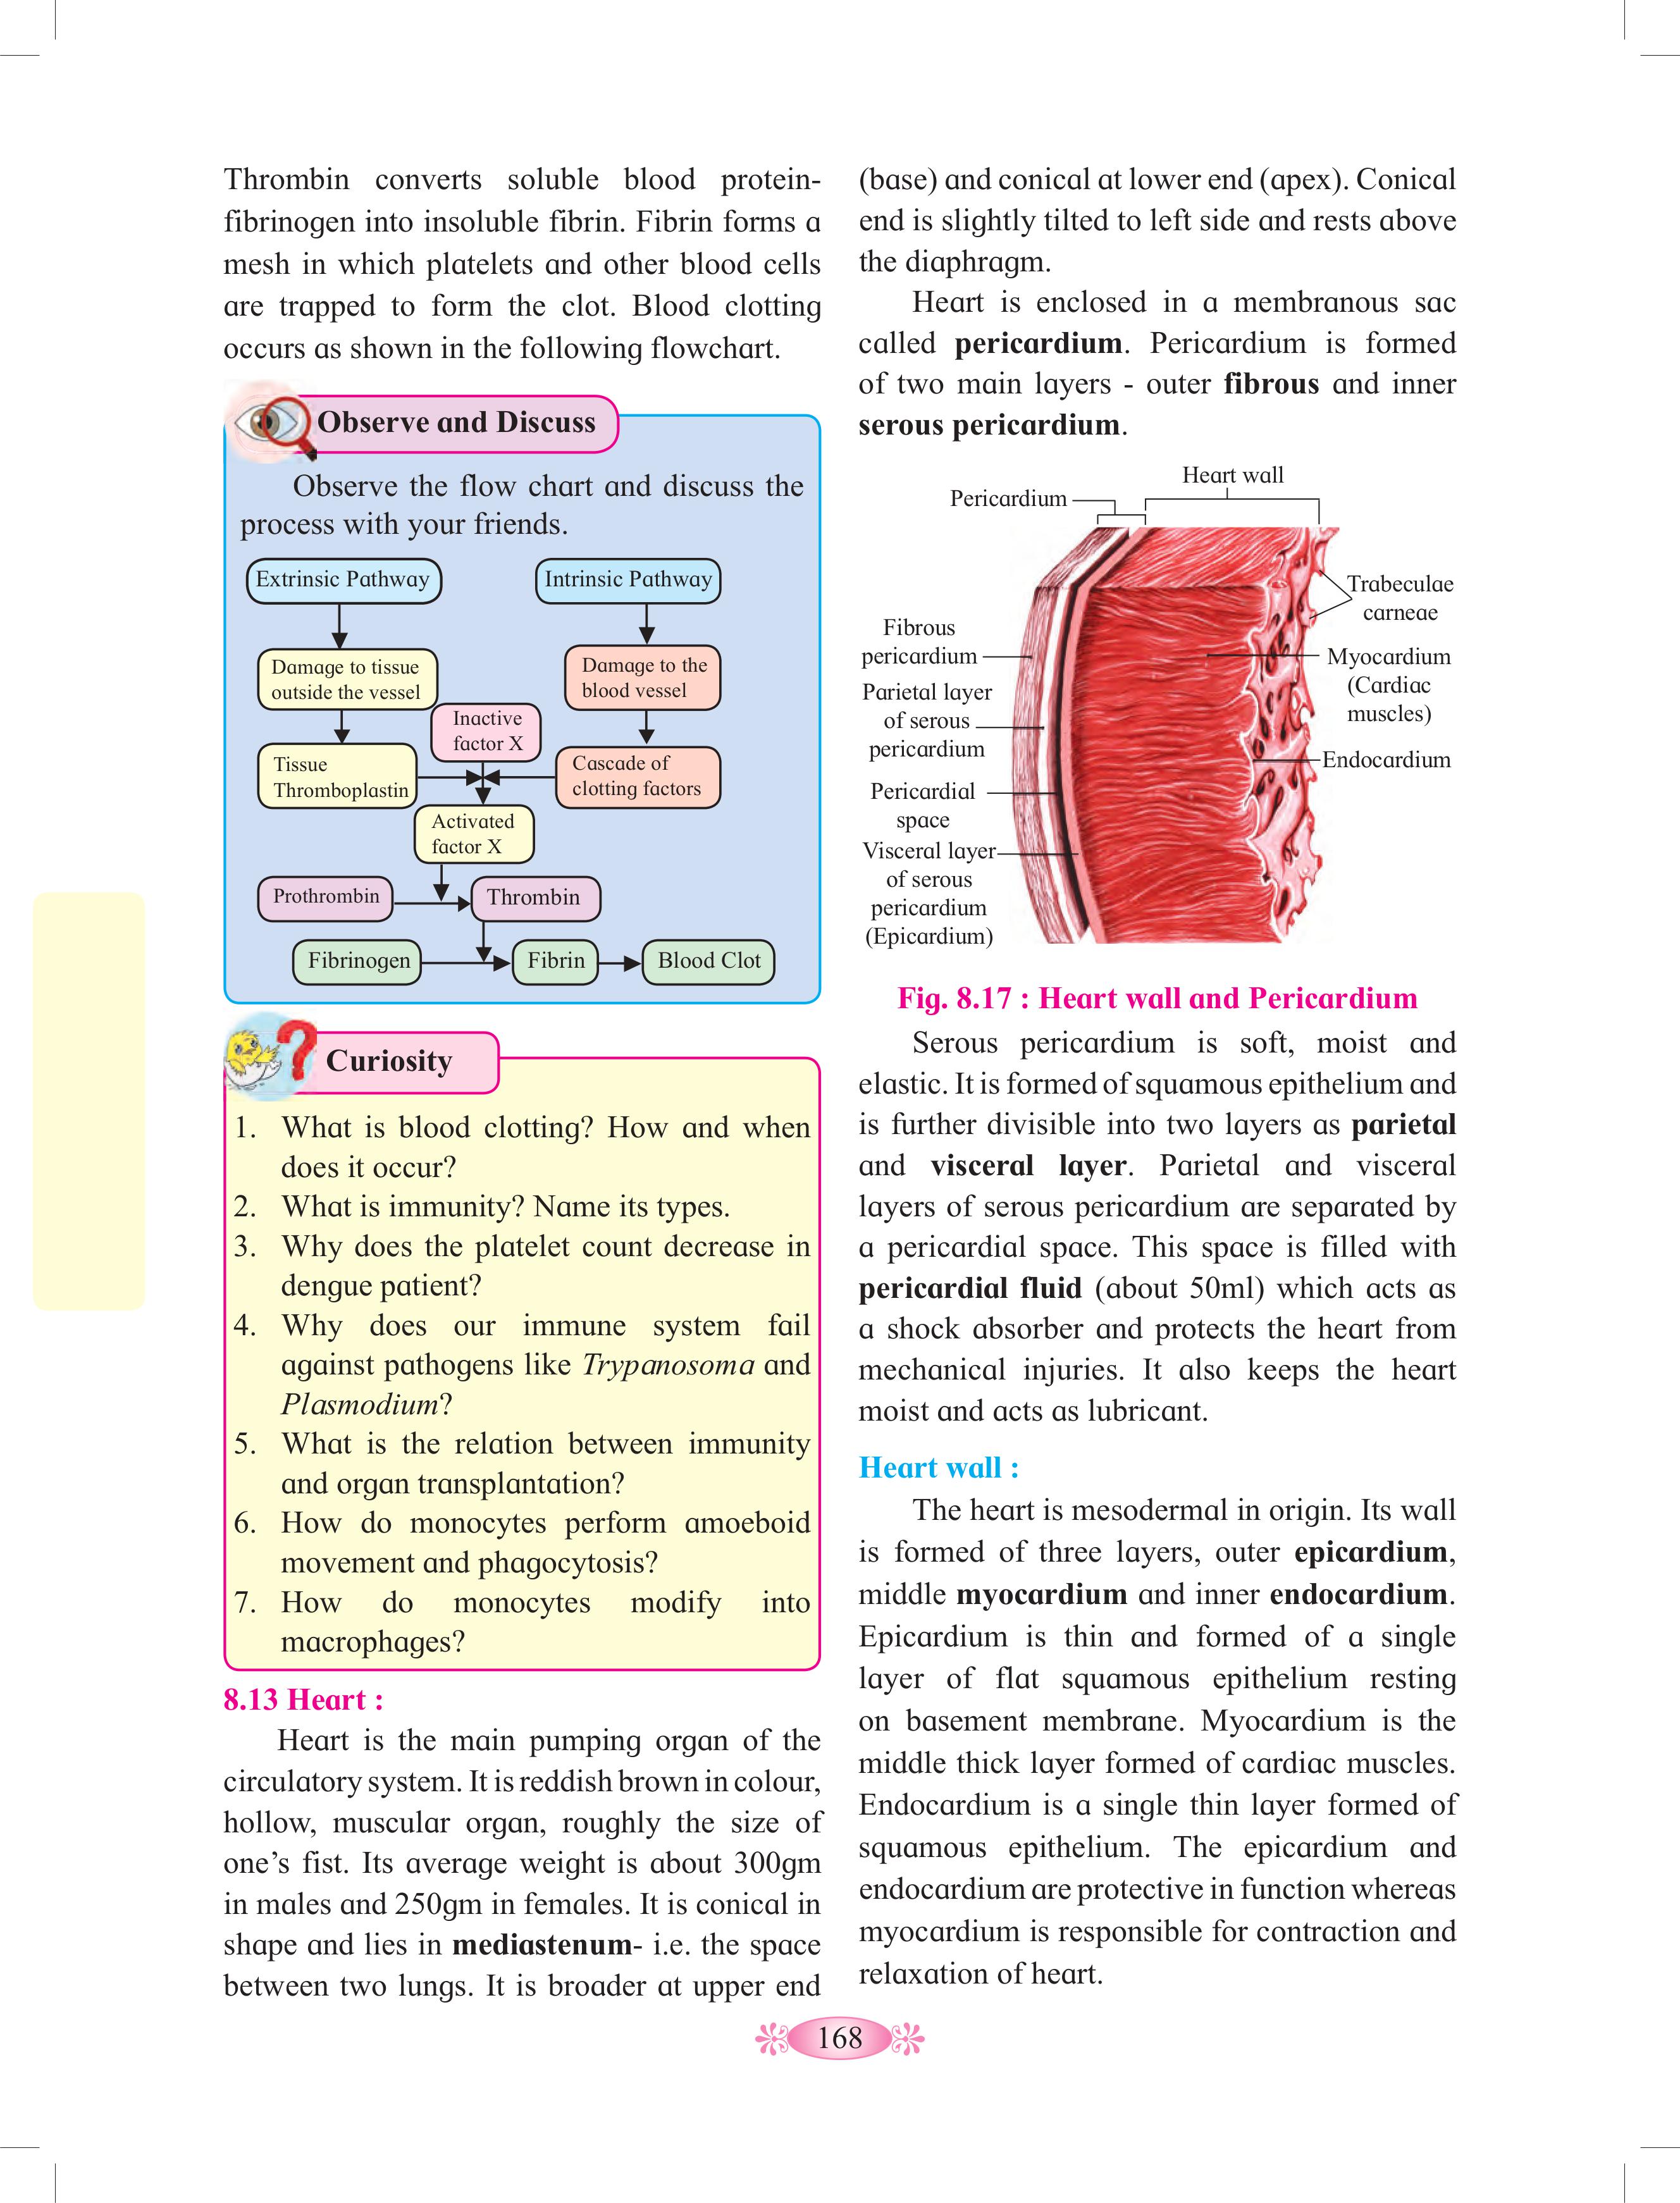 Thrombin converts soluble blood protein-
fibrinogen into insoluble fibrin. Fibrin forms a
mesh in which platelets and other blood cells
are trapped to form the clot. Blood clotting
occurs as shown in the following flowchart.
Observe and Discuss
Observe the flow chart and discuss the
process with your friends.
Extrinsic Pathway
Intrinsic Pathway
Damage to tissue
outside the vessel
Damage to the
blood vessel
Inactive
factor X
Tissue
Thromboplastin
Cascade of
clotting factors
Activated
factor X
Prothrombin
Thrombin
Fibrinogen
Fibrin
Blood Clot
Curiosity
1. What is blood clotting? How and when
does it occur?
2. What is immunity? Name its types.
3. Why does the platelet count decrease in
dengue patient?
4. Why does our immune system fail
against pathogens like Trypanosoma and
Plasmodium?
5. What is the relation between immunity
and organ transplantation?
6. How do monocytes perform amoeboid
movement and phagocytosis?
7. How do monocytes modify into
macrophages?
8.13 Heart :
Heart is the main pumping organ of the
circulatory system. It is reddish brown in colour,
hollow, muscular organ, roughly the size of
one’s fist. Its average weight is about 300gm
in males and 250gm in females. It is conical in
shape and lies in mediastenum- i.e. the space
between two lungs. It is broader at upper end
(base) and conical at lower end (apex). Conical
end is slightly tilted to left side and rests above
the diaphragm.
Heart is enclosed in a membranous sac
called pericardium. Pericardium is formed
of two main layers - outer fibrous and inner
serous pericardium.
Heart wall
Pericardium
Trabeculae
carneae
Fibrous
pericardium
Myocardium
(Cardiac
muscles)
Parietal layer
of serous
pericardium
Endocardium
Pericardial
space
Visceral layer
of serous
pericardium
(Epicardium)
Fig. 8.17 : Heart wall and Pericardium
Serous pericardium is soft, moist and
elastic. It is formed of squamous epithelium and
is further divisible into two layers as parietal
and visceral layer. Parietal and visceral
layers of serous pericardium are separated by
a pericardial space. This space is filled with
pericardial fluid (about 50ml) which acts as
a shock absorber and protects the heart from
mechanical injuries. It also keeps the heart
moist and acts as lubricant.
Heart wall :
The heart is mesodermal in origin. Its wall
is formed of three layers, outer epicardium,
middle myocardium and inner endocardium.
Epicardium is thin and formed of a single
layer of flat squamous epithelium resting
on basement membrane. Myocardium is the
middle thick layer formed of cardiac muscles.
Endocardium is a single thin layer formed of
squamous epithelium. The epicardium and
endocardium are protective in function whereas
myocardium is responsible for contraction and
relaxation of heart.
168